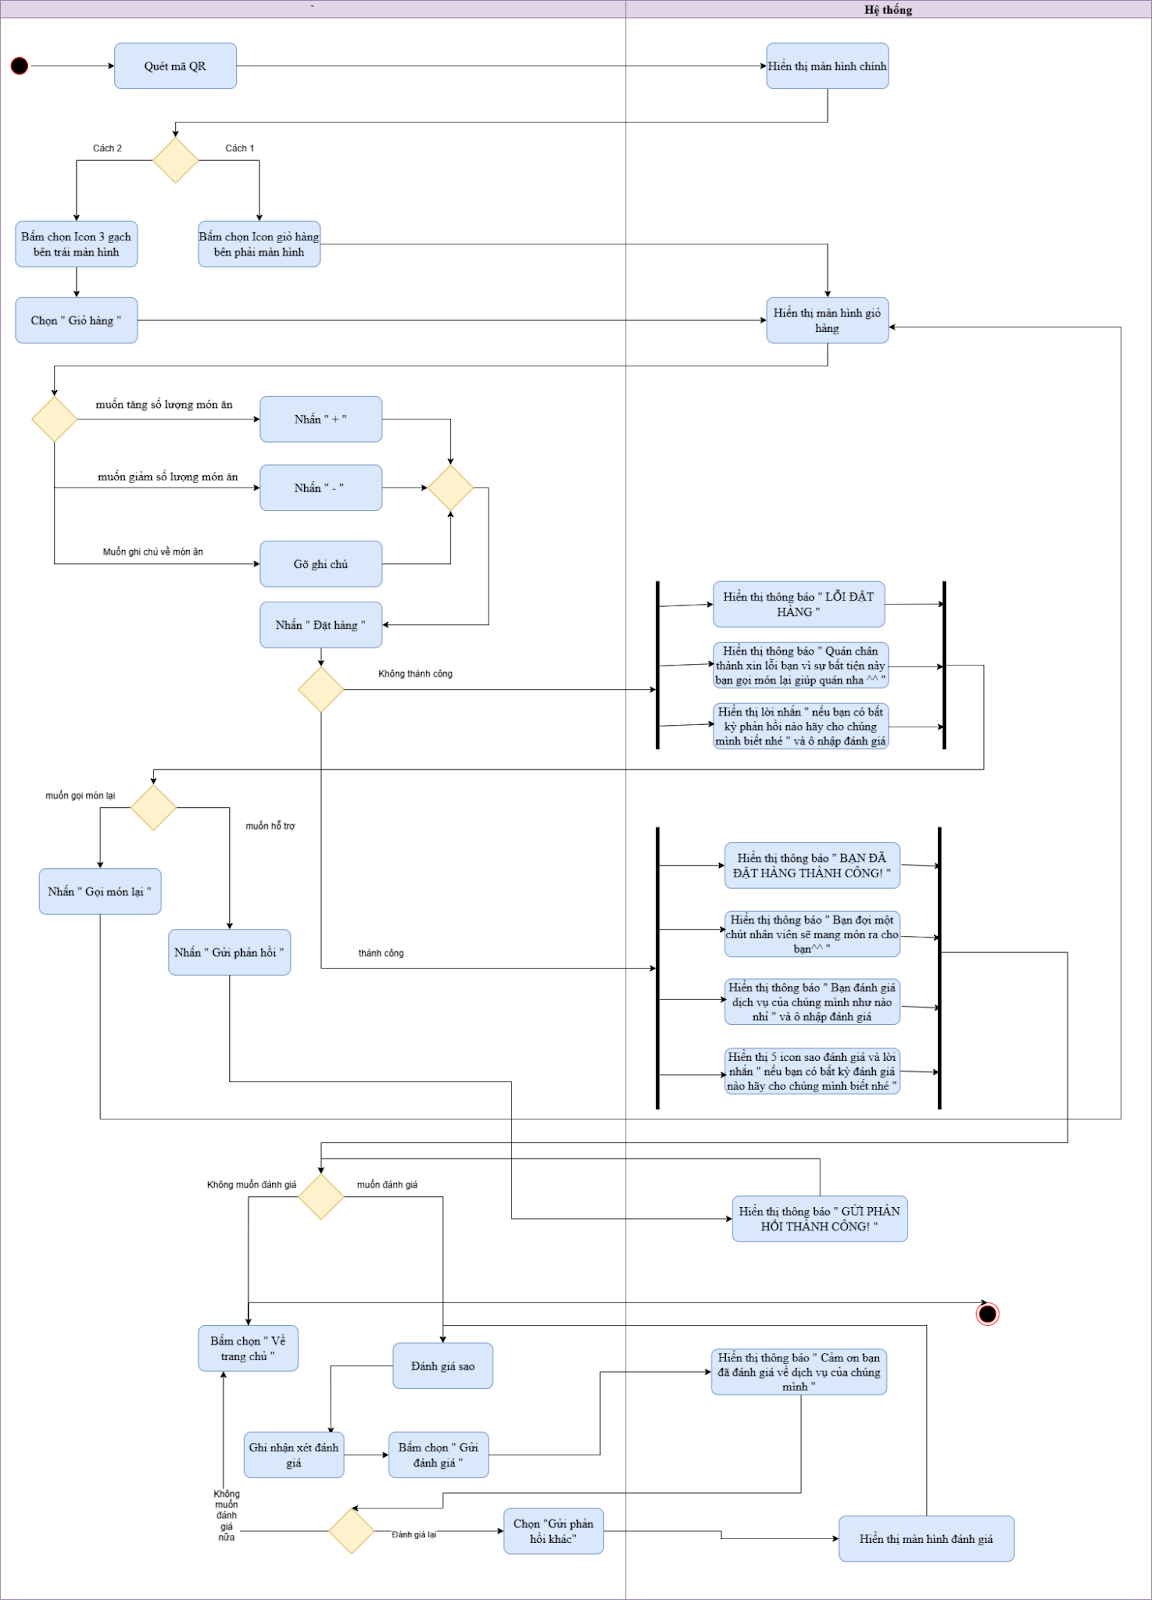 `
Hệ thống
Quét mã QR
Hiển thị màn hình chính
Cách 2
Cách 1
Bấm chọn Icon 3 gạch
bên trái màn hình
Bấm chọn Icon giỏ hàng
bên phải màn hình
Chọn " Giỏ hàng "
Hiển thị màn hình giỏ
hàng
muốn tăng số lượng món ăn
Nhấn " + "
muốn giảm số lượng món ăn
Nhấn " - "
Muốn ghi chú về món ăn
Gõ ghi chú
Nhấn " Đặt hàng "
Không thành công
Hiển thị thông báo " LỖI ĐẶT
HÀNG "
Hiển thị thông báo " Quán chân
thành xin lỗi bạn vì sự bất tiện này
bạn gọi món lại giúp quán nha ^^ "
Hiển thị lời nhắn " nếu bạn có bất
kỳ phản hồi nào hãy cho chúng
mình biết nhé " và ô nhập đánh giá
muốn gọi món lại
muốn hỗ trợ
Nhấn " Gọi món lại "
Nhấn " Gửi phản hồi "
thành công
Hiển thị thông báo " BẠN ĐÃ
ĐẶT HÀNG THÀNH CÔNG! "
Hiển thị thông báo " Bạn đợi một
chút nhân viên sẽ mang món ra cho
bạn^^ "
Hiển thị thông báo " Bạn đánh giá
dịch vụ của chúng mình như nào
nhỉ " và ô nhập đánh giá
Hiển thị 5 icon sao đánh giá và lời
nhắn " nếu bạn có bất kỳ đánh giá
nào hãy cho chúng mình biết nhé "
Không muốn đánh giá
muốn đánh giá
Hiển thị thông báo " GỬI PHẢN
HỒI THÀNH CÔNG! "
Bấm chọn " Về
trang chủ "
Đánh giá sao
Hiển thị thông báo " Cảm ơn bạn
đã đánh giá về dịch vụ của chúng
mình "
Ghi nhận xét đánh
giá
Bấm chọn " Gửi
đánh giá "
Không
muốn
đánh
giá
nữa
Đánh giá lại
Chọn "Gửi phản
hồi khác"
Hiển thị màn hình đánh giá